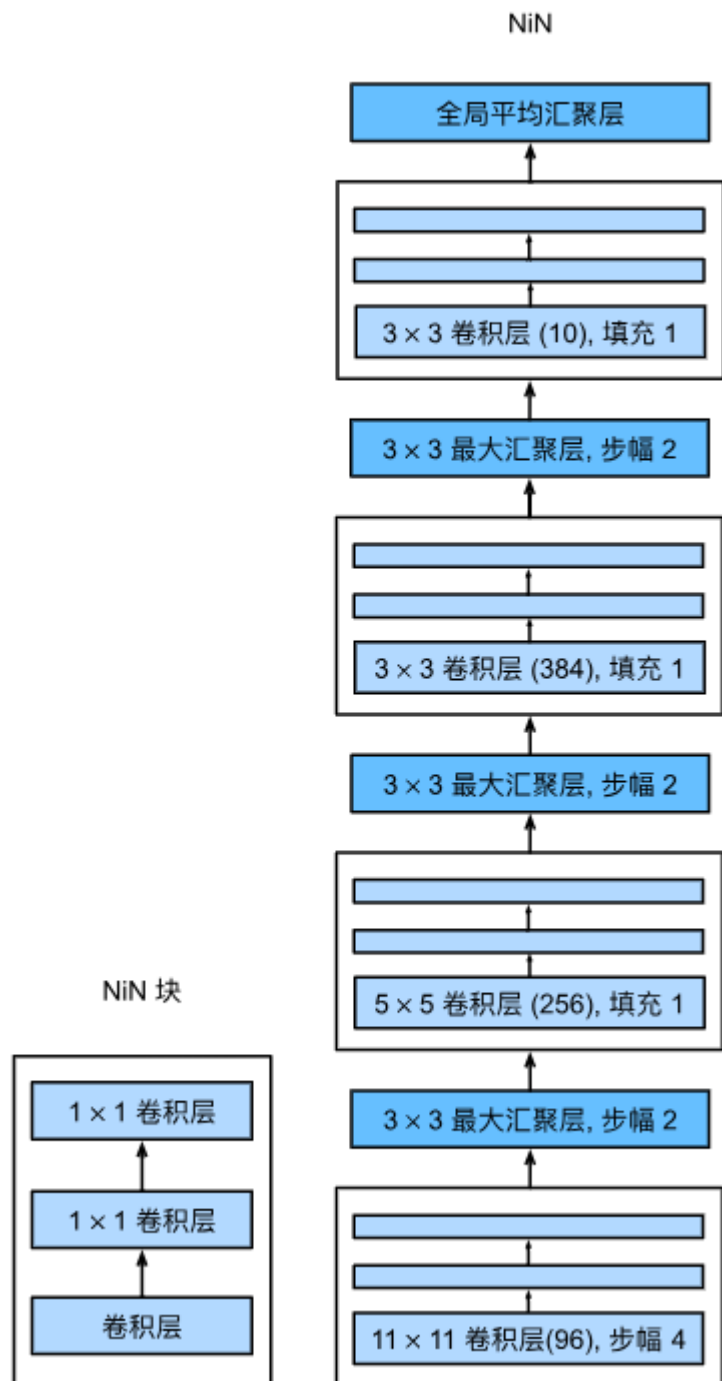 NiN
全局平均汇聚层
3 × 3 卷积层 (10), 填充 1
3 × 3 最大汇聚层, 步幅 2
3 × 3 卷积层 (384), 填充 1
3 × 3 最大汇聚层, 步幅 2
5 × 5 卷积层 (256), 填充 1
3 × 3 最大汇聚层, 步幅 2
11 × 11 卷积层(96), 步幅 4
NiN 块
1 × 1 卷积层
1 × 1 卷积层
卷积层